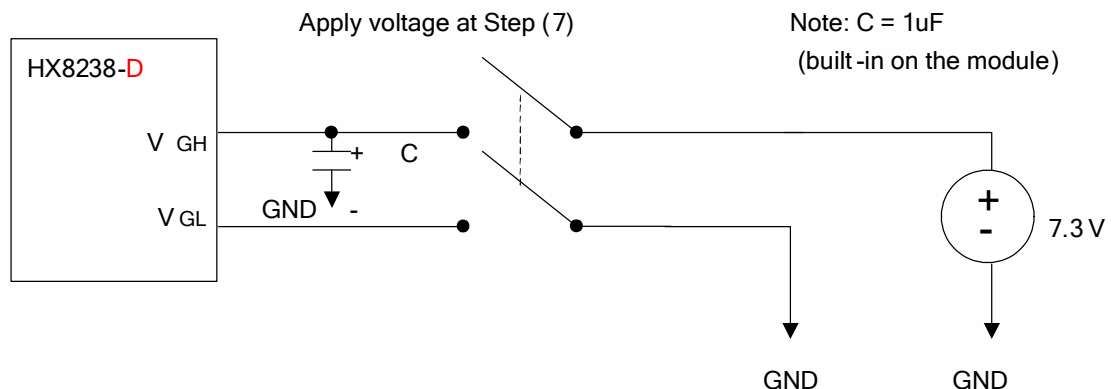 Apply voltage at Step (7)
Note: C = 1uF
(built-in on the module)
HX8238-D
V GH
+
C
V GL
GND -
+
-
7.3 V
GND
GND